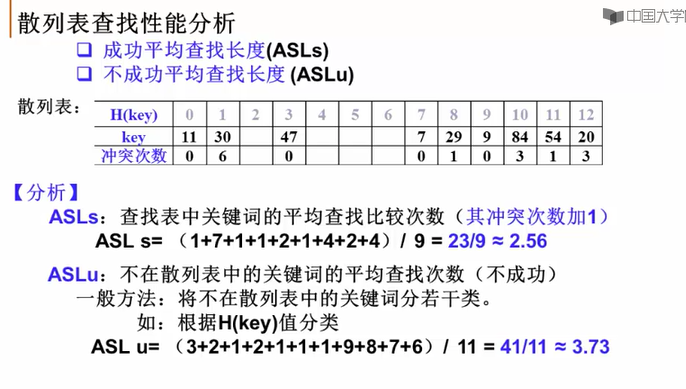 散列表查找性能分析
中国大学
❑ 成功平均查找长度(ASLs)
❑ 不成功平均查找长度 (ASLu)
散列表：
H(key) 0 1 2 3 4 5 6 7 8 9 10 11 12
key 11 30 47 7 29 9 84 54 20
冲突次数 0 6 0 0 1 0 3 1 3
【分析】
ASLs：查找表中关键词的平均查找比较次数（其冲突次数加1）
ASL s= （1+7+1+1+2+1+4+2+4）/ 9 = 23/9 ≈ 2.56
ASLu：不在散列表中的关键词的平均查找次数（不成功）
一般方法：将不在散列表中的关键词分若干类。
如：根据H(key)值分类
ASL u= （3+2+1+2+1+1+1+9+8+7+6）/ 11 = 41/11 ≈ 3.73